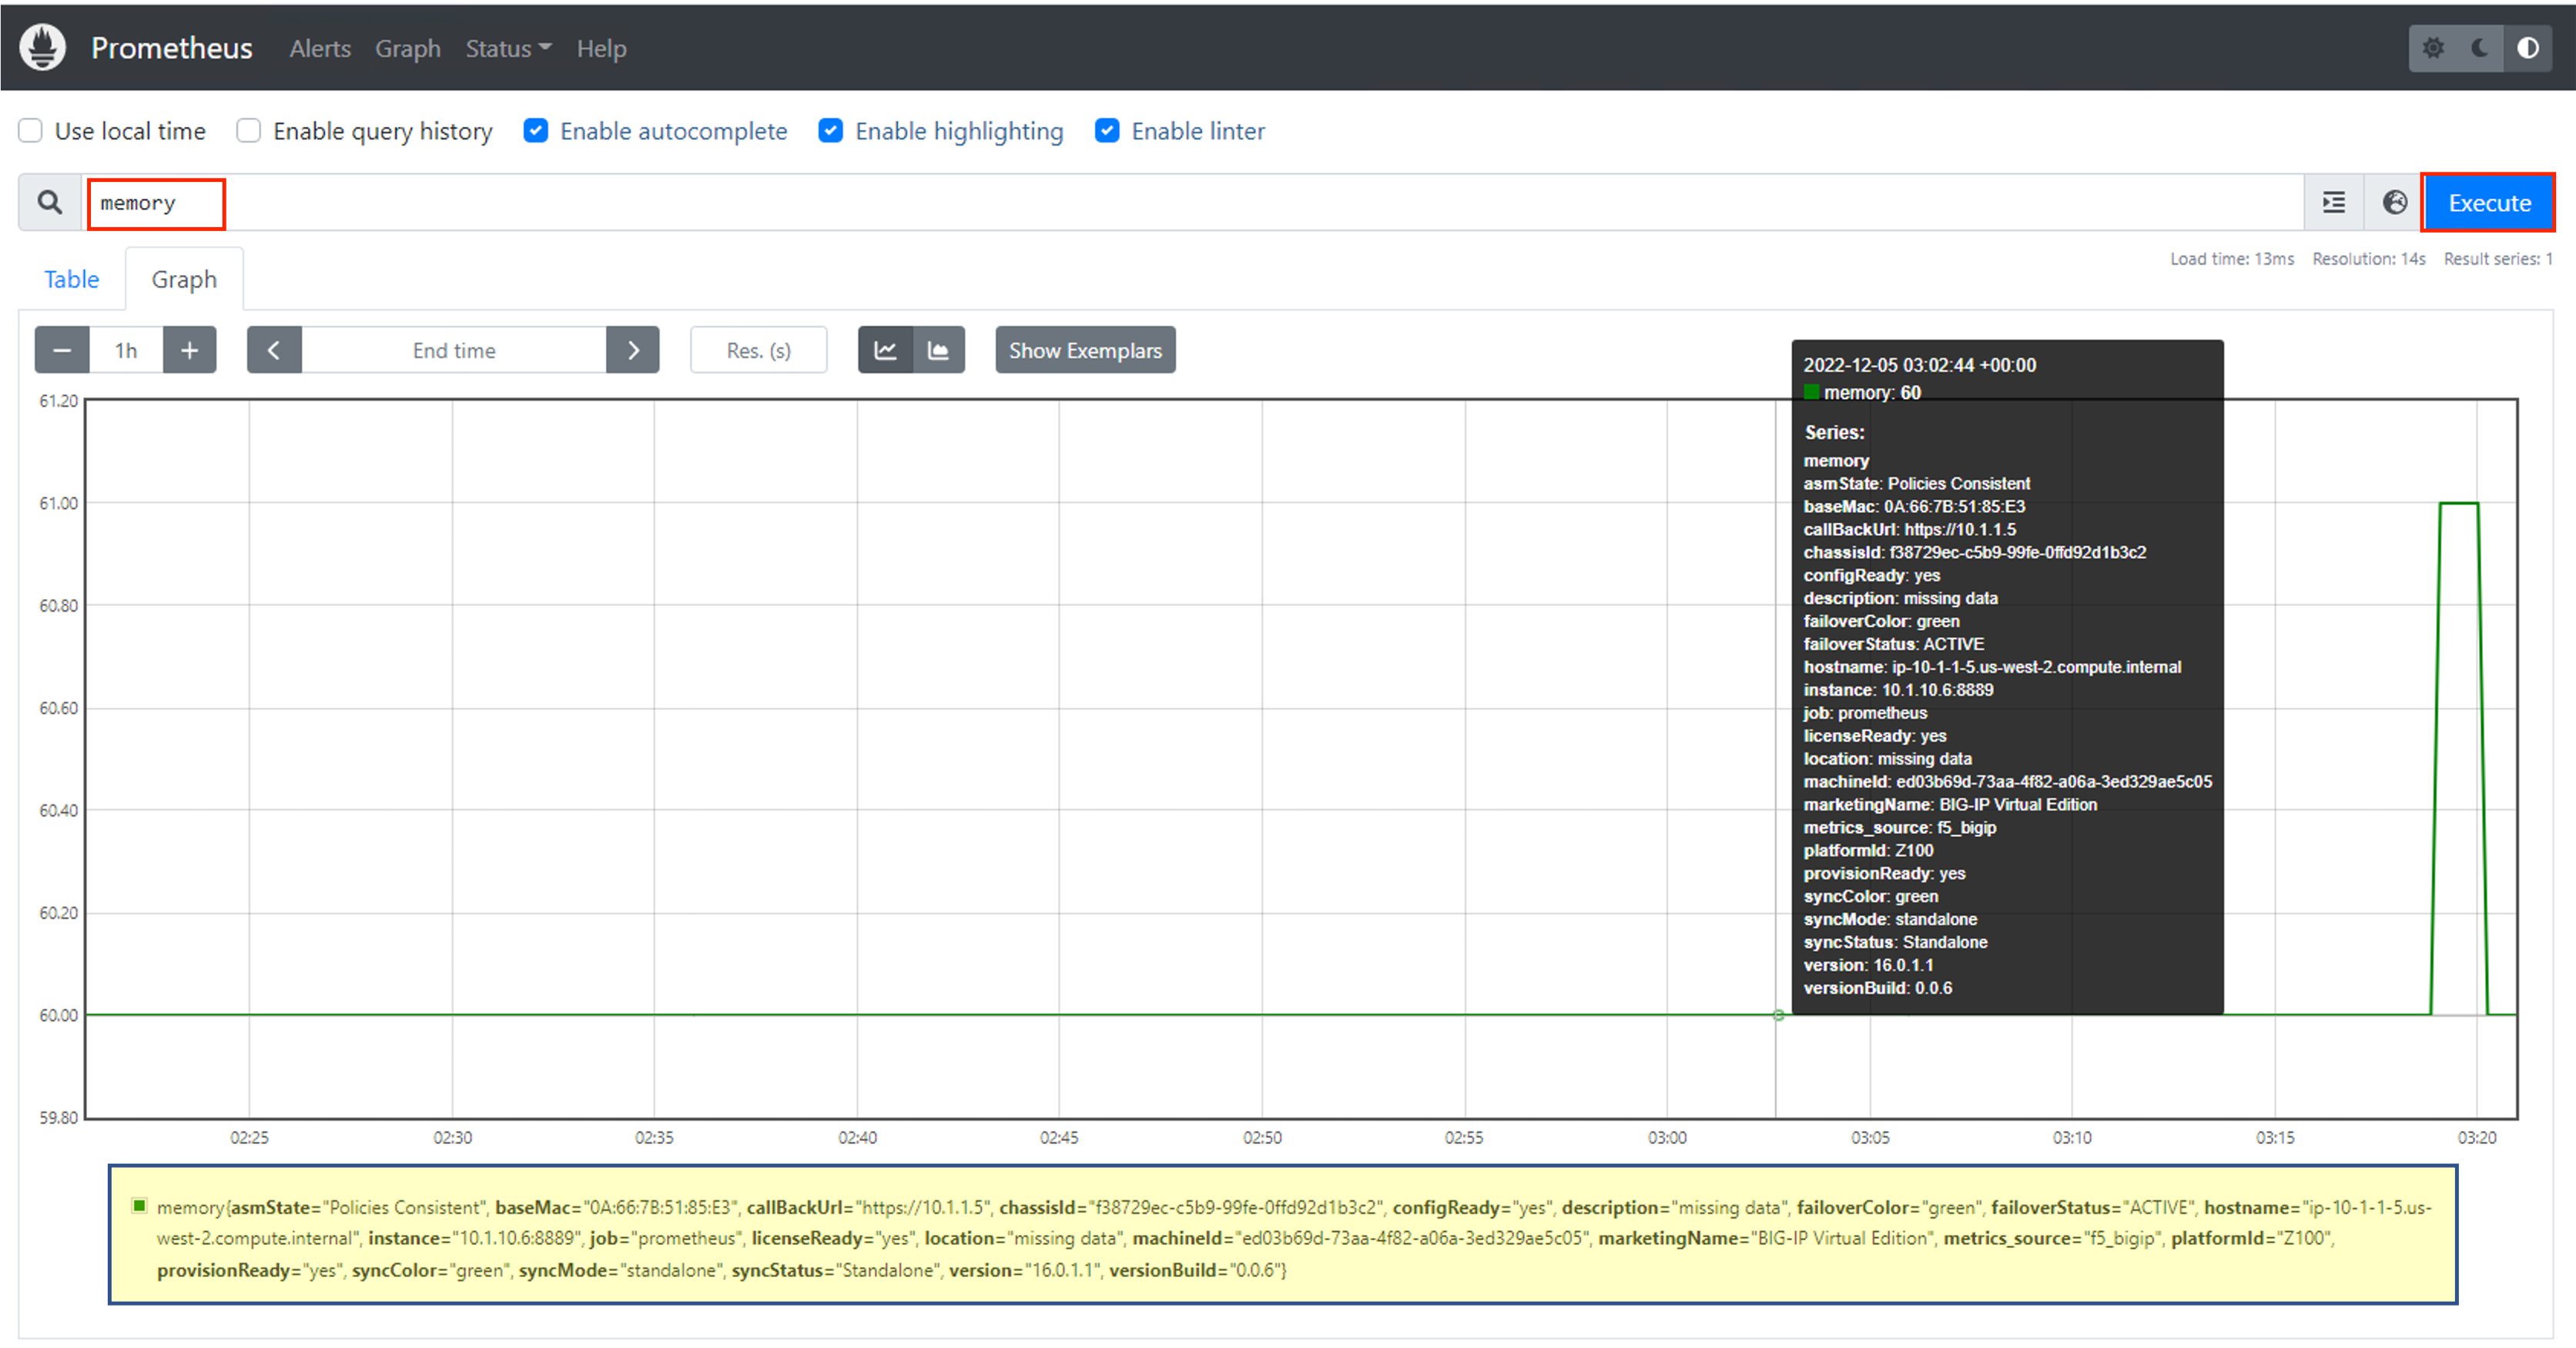 Prometheus Alerts Graph Status Help
Use local time Enable query history Enable autocomplete Enable highlighting Enable linter
memory Execute
Load time: 13ms Resolution: 14s Result series: 1
Table Graph
1h End time Res. (s) Show Exemplars
2022-12-05 03:02:44 +00:00
memory: 60
Series:
memory
asmState: Policies Consistent
baseMac: 0A:66:7B:51:85:E3
callBackUrl: https://10.1.1.5
chassisId: f38729ec-c5b9-99fe-0ffd92d1b3c2
configReady: yes
description: missing data
failoverColor: green
failoverStatus: ACTIVE
hostname: ip-10-1-1-5.us-west-2.compute.internal
instance: 10.1.10.6:8889
job: prometheus
licenseReady: yes
location: missing data
machineId: ed03b69d-73aa-4f82-a06a-3ed329ae5c05
marketingName: BIG-IP Virtual Edition
metrics_source: f5_bigip
platformId: Z100
provisionReady: yes
syncColor: green
syncMode: standalone
syncStatus: Standalone
version: 16.0.1.1
versionBuild: 0.0.6
61.20
61.00
60.80
60.60
60.40
60.20
60.00
59.80
02:25 02:30 02:35 02:40 02:45 02:50 02:55 03:00 03:05 03:10 03:15 03:20
memory{asmState="Policies Consistent", baseMac="0A:66:7B:51:85:E3", callBackUrl="https://10.1.1.5", chassisId="f38729ec-c5b9-99fe-0ffd92d1b3c2", configReady="yes", description="missing data", failoverColor="green", failoverStatus="ACTIVE", hostname="ip-10-1-1-5.us-
west-2.compute.internal", instance="10.1.10.6:8889", job="prometheus", licenseReady="yes", location="missing data", machineId="ed03b69d-73aa-4f82-a06a-3ed329ae5c05", marketingName="BIG-IP Virtual Edition", metrics_source="f5_bigip", platformId="Z100",
provisionReady="yes", syncColor="green", syncMode="standalone", syncStatus="Standalone", version="16.0.1.1", versionBuild="0.0.6"}